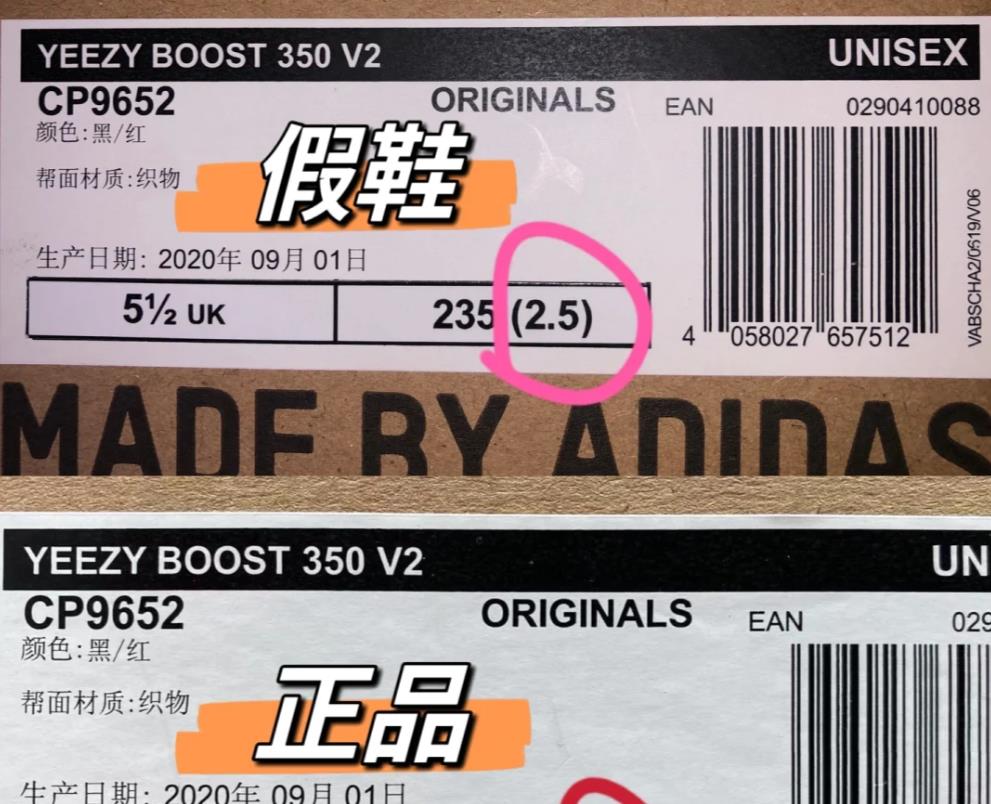 YEEZY BOOST 350 V2 UNISEX
CP9652 ORIGINALS EAN 0290410088
颜色:黑/红
假鞋
帮面材质:织物
生产日期: 2020年 09月 01日
5½ UK 235 (2.5)
4 058027 657512
VABSCHA2/0619/V06
MADE BY ADIDAS
YEEZY BOOST 350 V2 UN
CP9652 ORIGINALS EAN 029
颜色:黑/红
正品
帮面材质:织物
生产日期: 2020年 09月 01日